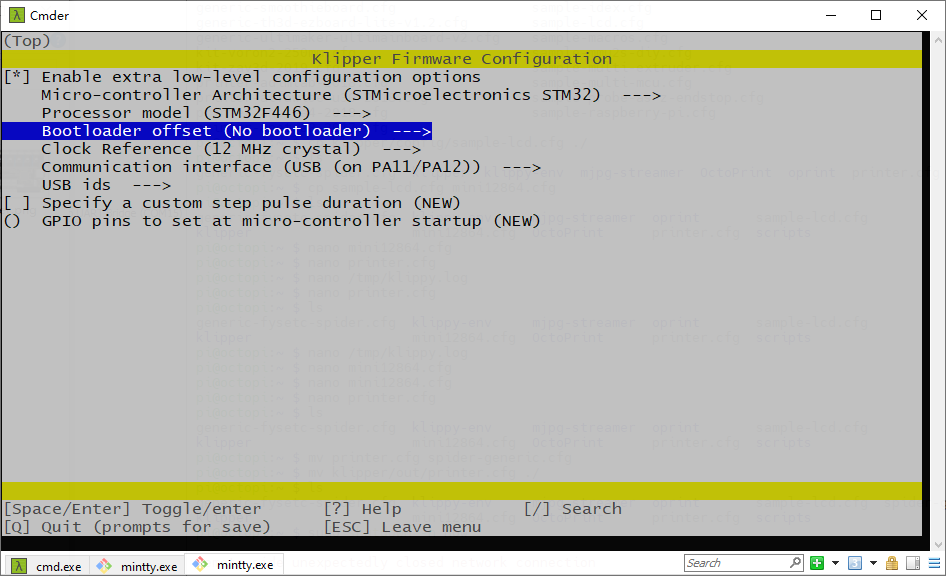 Cmder
(Top)
Klipper Firmware Configuration
[*] Enable extra low-level configuration options
Micro-controller Architecture (STMicroelectronics STM32)  --->
Processor model (STM32F446)  --->
Bootloader offset (No bootloader)  --->
Clock Reference (12 MHz crystal)  --->
Communication interface (USB (on PA11/PA12))  --->
USB ids  --->
[ ] Specify a custom step pulse duration (NEW)
()  GPIO pins to set at micro-controller startup (NEW)
[Space/Enter] Toggle/enter [?] Help [/] Search
[Q] Quit (prompts for save) [ESC] Leave menu
cmd.exe mintty.exe mintty.exe Search